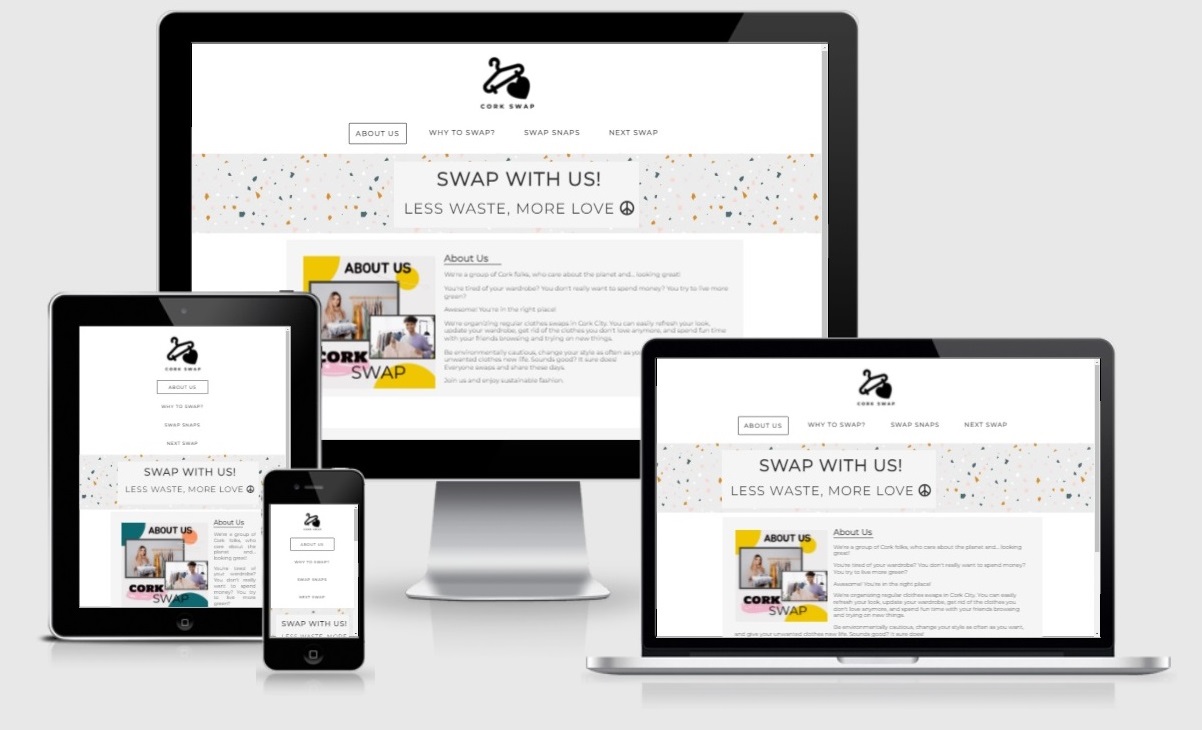 CORK SWAP
ABOUT US
WHY TO SWAP?
SWAP SNAPS
NEXT SWAP
SWAP WITH US!
LESS WASTE, MORE LOVE
ABOUT US
CORK
SWAP
About Us
We're a group of Cork folks, who care about the planet and... looking great!
You're tired of your wardrobe? You don't really want to spend money? You try to live more
green?
Awesome! You're in the right place!
We're organizing regular clothes swaps in Cork City. You can easily refresh your look,
update your wardrobe, get rid of the clothes you don't love anymore, and spend fun time
with your friends browsing and trying on new things.
Be environmentally cautious, change your style as often as you
unwanted clothes new life. Sounds good? It sure does!
Everyone swaps and share those days.
Join us and enjoy sustainable fashion
CORK SWAP
ABOUT US
WHY TO SWAP?
SWAP SNAPS
NEXT SWAP
SWAP WITH US!
LESS WASTE, MORE LOVE
ABOUT US
CORK
SWAP
About Us
We're a group of
Cork folks, who
care about the
planet and...
looking great!
You're tired of
your wardrobe?
You don't really
want to spend
money? You try
to live more
green?
CORK SWAP
ABOUT US
WHY TO SWAP?
SWAP SNAPS
NEXT SWAP
SWAP WITH US!
LESS WASTE, MORE LOVE
CORK SWAP
ABOUT US
WHY TO SWAP?
SWAP SNAPS
NEXT SWAP
SWAP WITH US!
LESS WASTE, MORE LOVE
ABOUT US
CORK
SWAP
About Us
We're a group of Cork folks, who care about the planet and... looking
great!
You're tired of your wardrobe? You don't really want to spend money?
You try to live more green?
Awesome! You're in the right place!
We're organizing regular clothes swaps in Cork City. You can easily
refresh your look, update your wardrobe, get rid of the clothes you
don't love anymore, and spend fun time with your friends browsing
and trying on new things.
Be environmentally cautious, change your style as often as you want,
and give your unwanted clothes new life. Sounds good? It sure does!